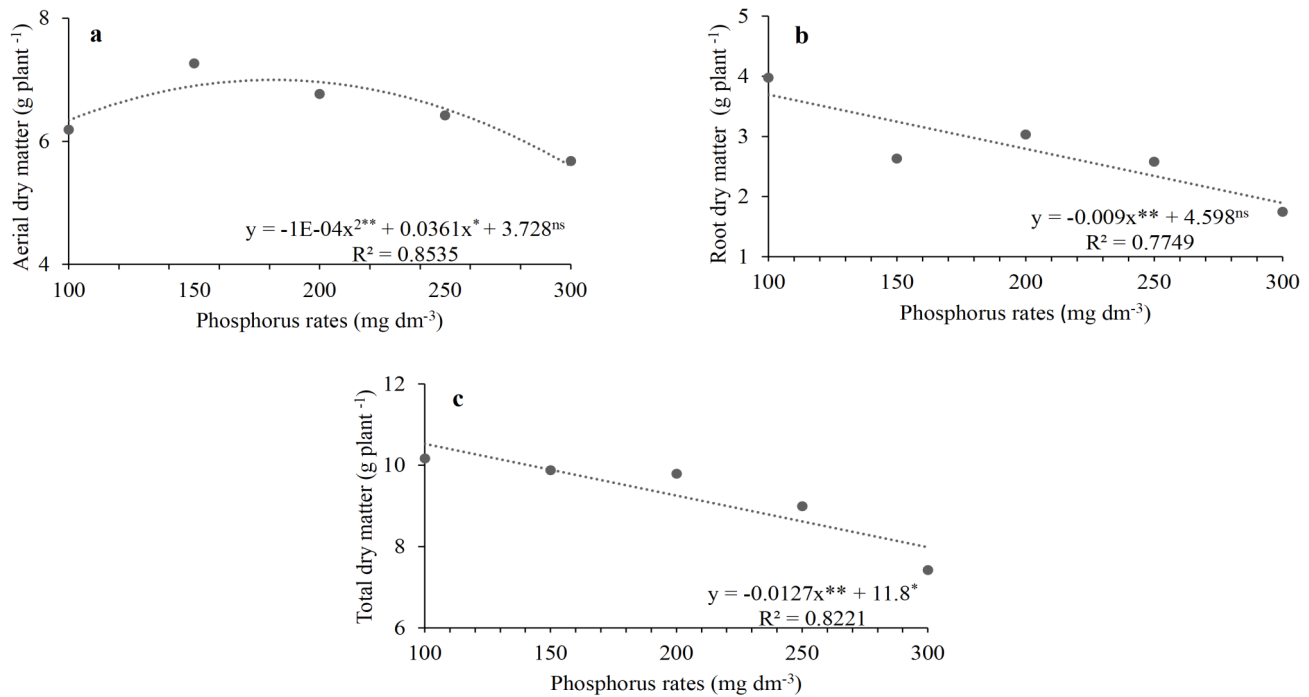 a
Aerial dry matter (g plant ⁻¹)
8
6
4
y = -1E-04x²** + 0.0361x* + 3.728ⁿˢ
R² = 0.8535
100 150 200 250 300
Phosphorus rates (mg dm⁻³)
b
Root dry matter (g plant ⁻¹)
5
4
3
2
1
y = -0.009x** + 4.598ⁿˢ
R² = 0.7749
100 150 200 250 300
Phosphorus rates (mg dm⁻³)
c
Total dry matter (g plant ⁻¹)
12
10
8
6
y = -0.0127x** + 11.8*
R² = 0.8221
100 150 200 250 300
Phosphorus rates (mg dm⁻³)